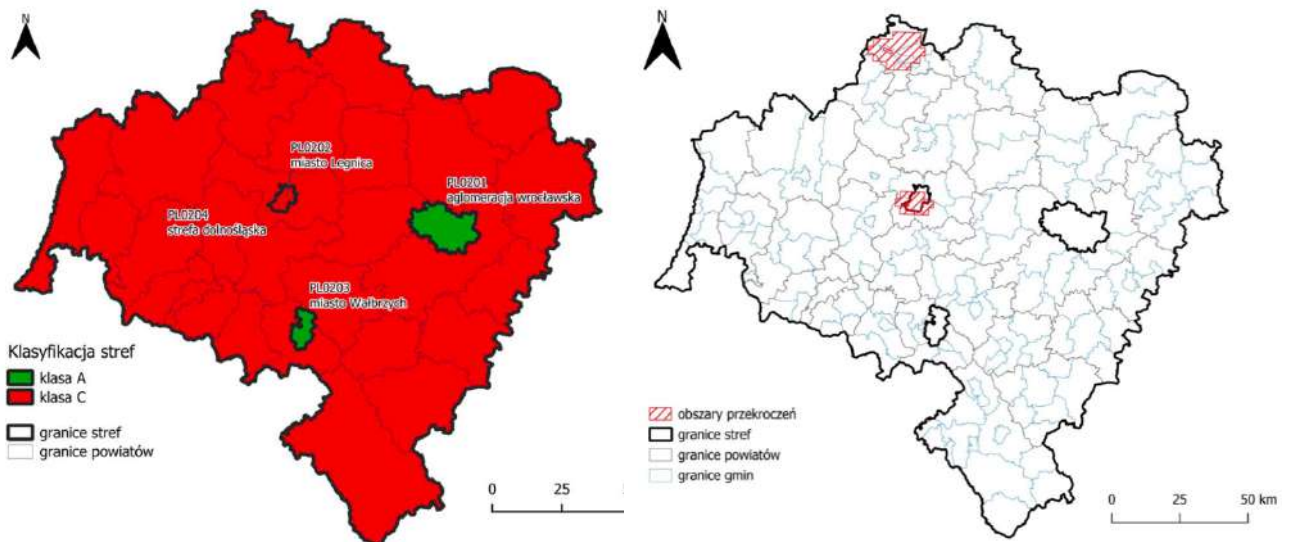 N
PL0202
miasto Legnica
PL0201
aglomeracja wrocławska
PL0204
strefa dolnośląska
PL0203
miasto Wałbrzych
Klasyfikacja stref
klasa A
klasa C
granice stref
granice powiatów
0 25
N
obszary przekroczeń
granice stref
granice powiatów
granice gmin
0 25 50 km